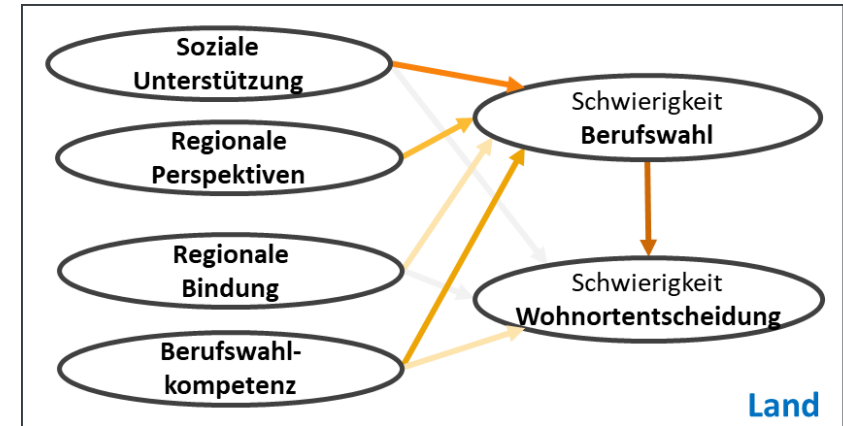 Soziale
Unterstützung
Regionale
Perspektiven
Regionale
Bindung
Berufswahl-
kompetenz
Schwierigkeit
Berufswahl
Schwierigkeit
Wohnortentscheidung
Land